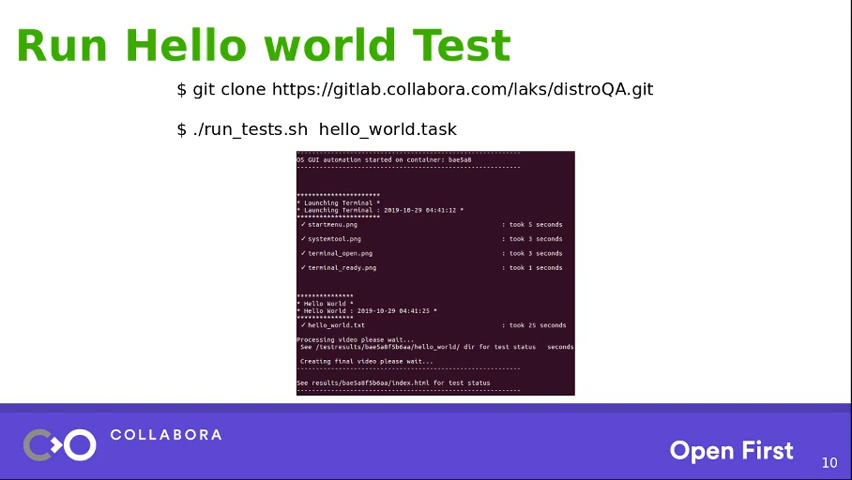 Run Hello world Test
$ git clone https://gitlab.collabora.com/laks/distroQA.git
$ ./run_tests.sh hello_world.task
--------------------------------------------------------
OS GUI automation started on container: bae5a8
--------------------------------------------------------
*********************
* Launching Terminal *
* Launching Terminal : 2019-10-29 04:41:12 *
*********************
✓ startmenu.png : took 5 seconds
✓ systemtool.png : took 3 seconds
✓ terminal_open.png : took 3 seconds
✓ terminal_ready.png : took 1 seconds
**************
* Hello World *
* Hello World : 2019-10-29 04:41:25 *
**************
✓ hello_world.txt : took 25 seconds
Processing video please wait...
See /testresults/bae5a8f5b6aa/hello_world/ dir for test status seconds
Creating final video please wait...
--------------------------------------------------------
See results/bae5a8f5b6aa/index.html for test status
--------------------------------------------------------
COLLABORA
Open First
10